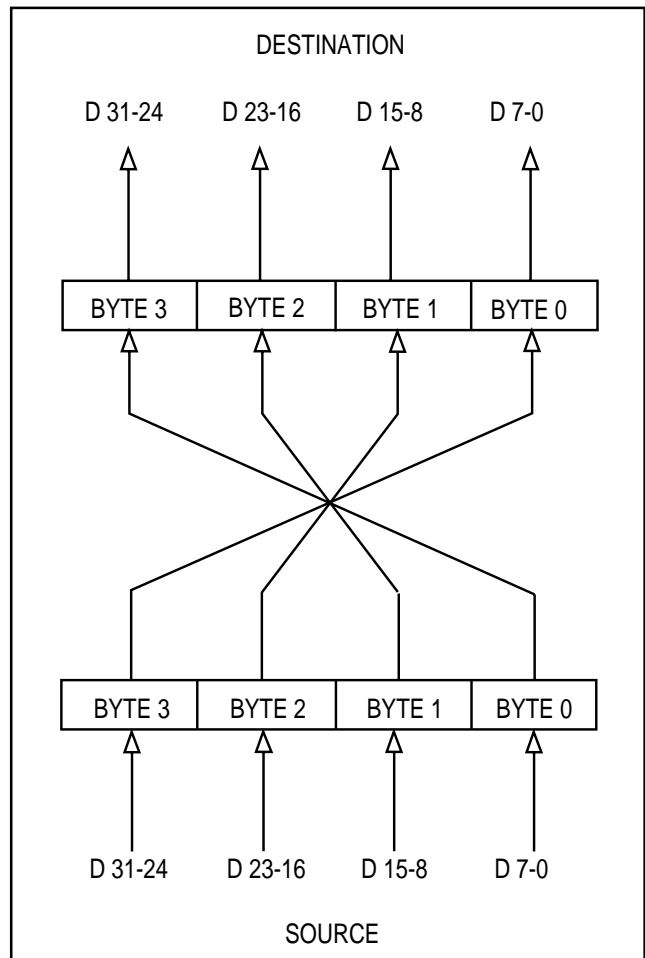 DESTINATION
D 31-24 D 23-16 D 15-8 D 7-0
BYTE 3 BYTE 2 BYTE 1 BYTE 0
BYTE 3 BYTE 2 BYTE 1 BYTE 0
D 31-24 D 23-16 D 15-8 D 7-0
SOURCE